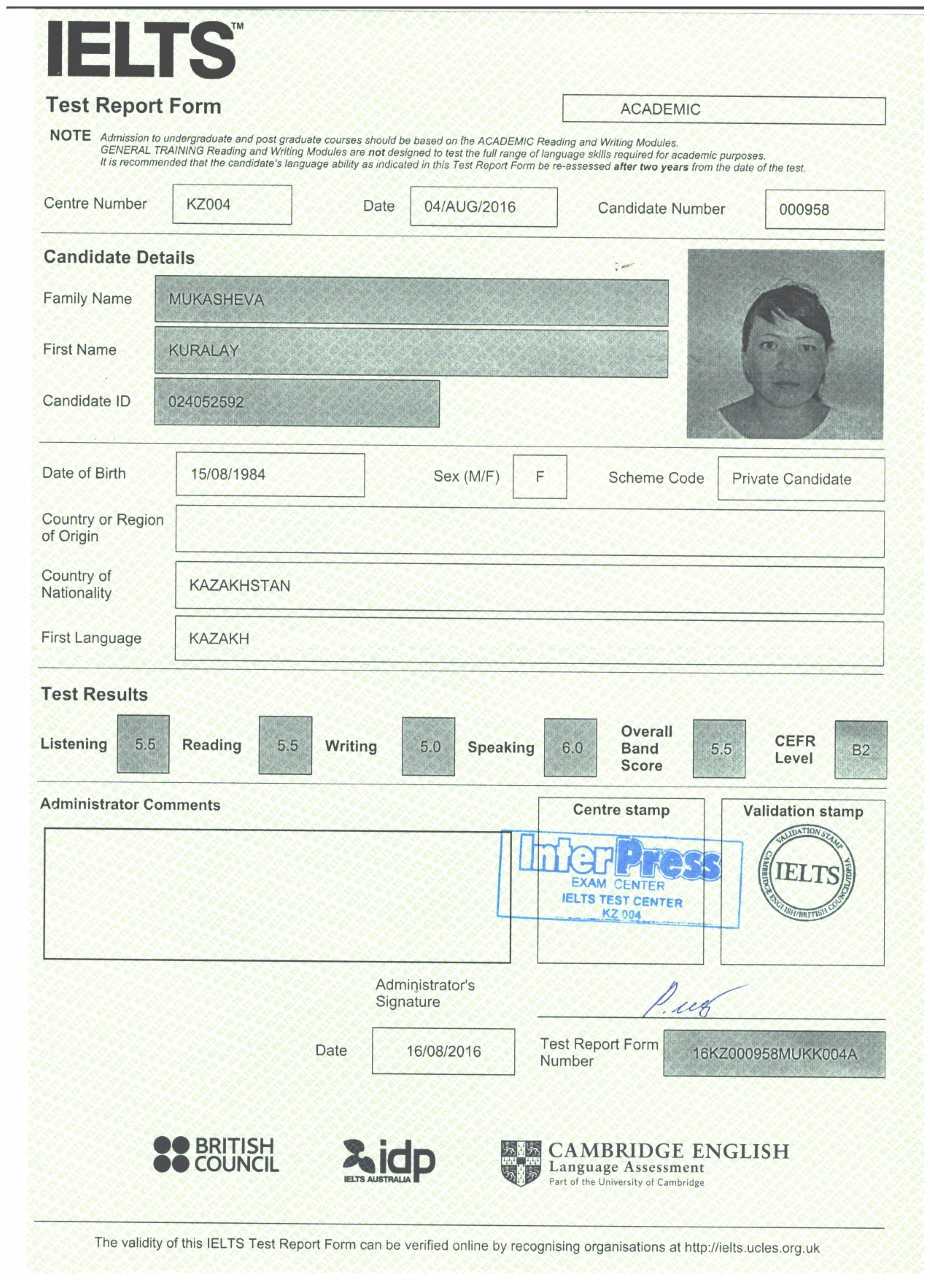 IELTS™
Test Report Form
ACADEMIC
NOTE Admission to undergraduate and post graduate courses should be based on the ACADEMIC Reading and Writing Modules.
GENERAL TRAINING Reading and Writing Modules are not designed to test the full range of language skills required for academic purposes.
It is recommended that the candidate's language ability as indicated in this Test Report Form be re-assessed after two years from the date of the test.
Centre Number KZ004 Date 04/AUG/2016 Candidate Number 000958
Candidate Details
Family Name MUKASHEVA
First Name KURALAY
Candidate ID 024052592
Date of Birth 15/08/1984 Sex (M/F) F Scheme Code Private Candidate
Country or Region
of Origin
Country of
Nationality KAZAKHSTAN
First Language KAZAKH
Test Results
Listening 5.5 Reading 5.5 Writing 5.0 Speaking 6.0 Overall Band Score 5.5 CEFR Level B2
Administrator Comments
Centre stamp
Validation stamp
InterPress
EXAM CENTER
IELTS TEST CENTER
KZ 004
VALIDATION STAMP
IELTS
CAMBRIDGE ENGLISH/BRITISH COUNCIL/IDP:IEA
Administrator's
Signature
Date 16/08/2016
Test Report Form
Number 16KZ000958MUKK004A
BRITISH
COUNCIL
idp
IELTS AUSTRALIA
CAMBRIDGE ENGLISH
Language Assessment
Part of the University of Cambridge
The validity of this IELTS Test Report Form can be verified online by recognising organisations at http://ielts.ucles.org.uk